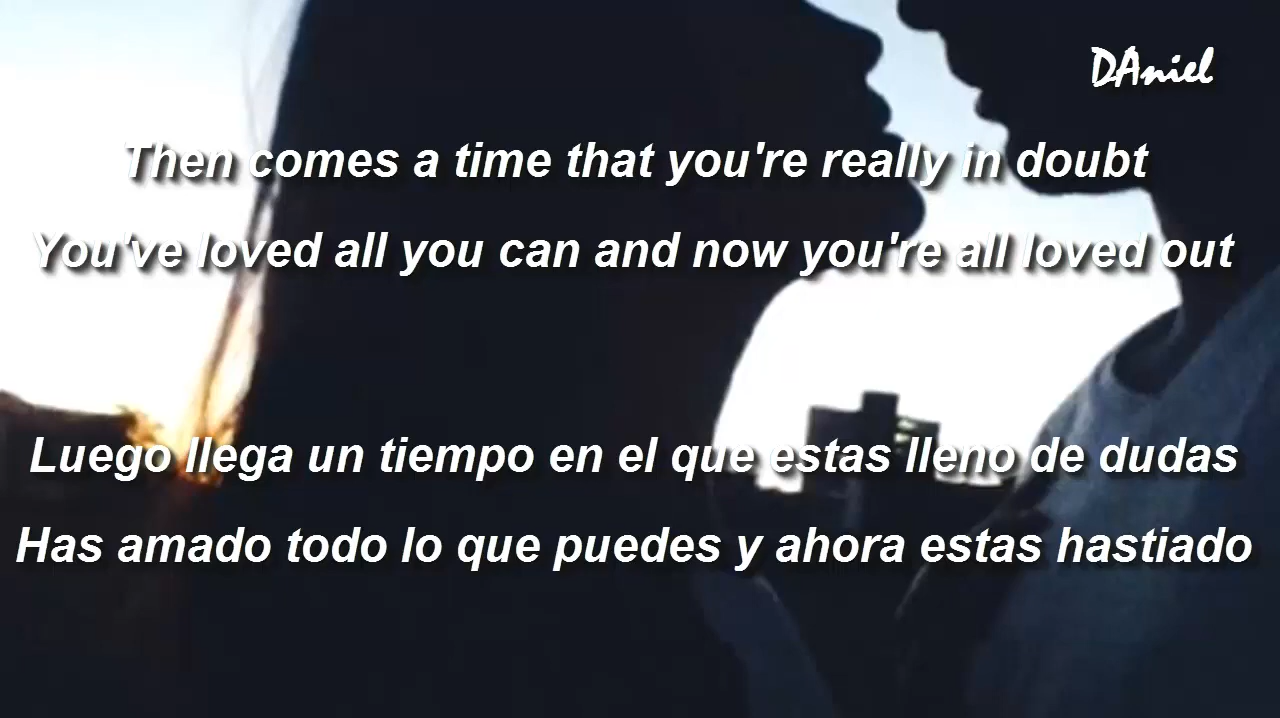 DAniel
Then comes a time that you're really in doubt
You've loved all you can and now you're all loved out
Luego llega un tiempo en el que estas lleno de dudas
Has amado todo lo que puedes y ahora estas hastiado